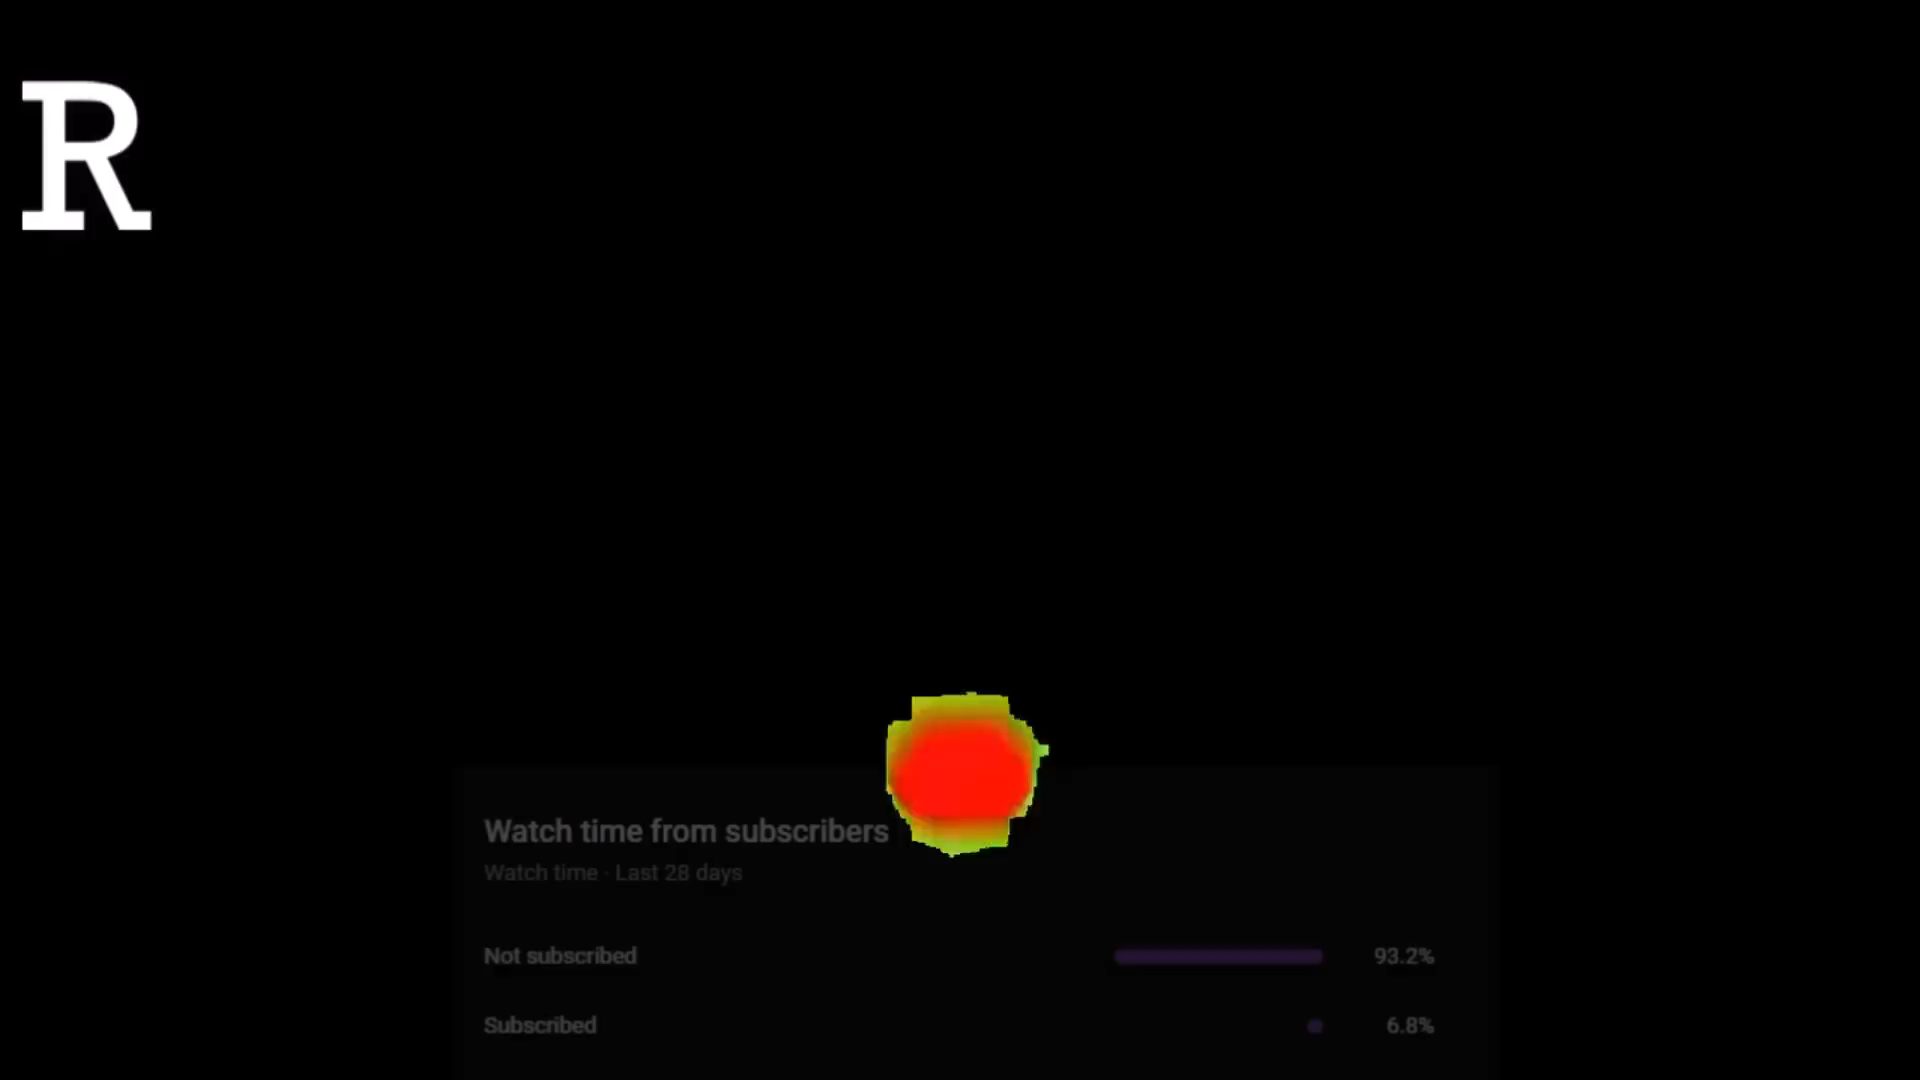 R
Watch time from subscribers
Watch time · Last 28 days
Not subscribed 93.2%
Subscribed 6.8%